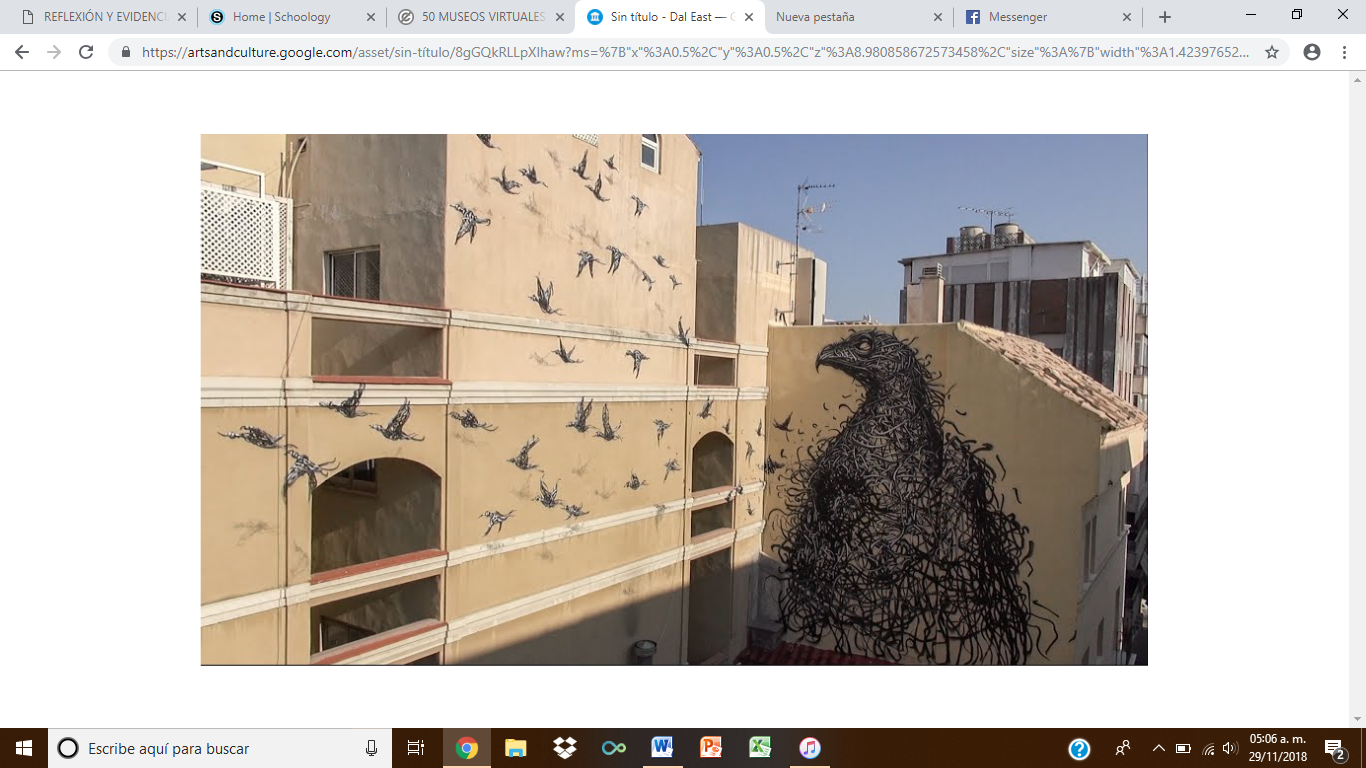 REFLEXIÓN Y EVIDENCI
Home | Schoology
50 MUSEOS VIRTUALES
Sin título - Dal East — G
Nueva pestaña
Messenger
https://artsandculture.google.com/asset/sin-título/8gGQkRLLpXIhaw?ms=%7B"x"%3A0.5%2C"y"%3A0.5%2C"z"%3A8.980858672573458%2C"size"%3A%7B"width"%3A1.42397652...
Escribe aquí para buscar
05:06 a. m.
29/11/2018
2